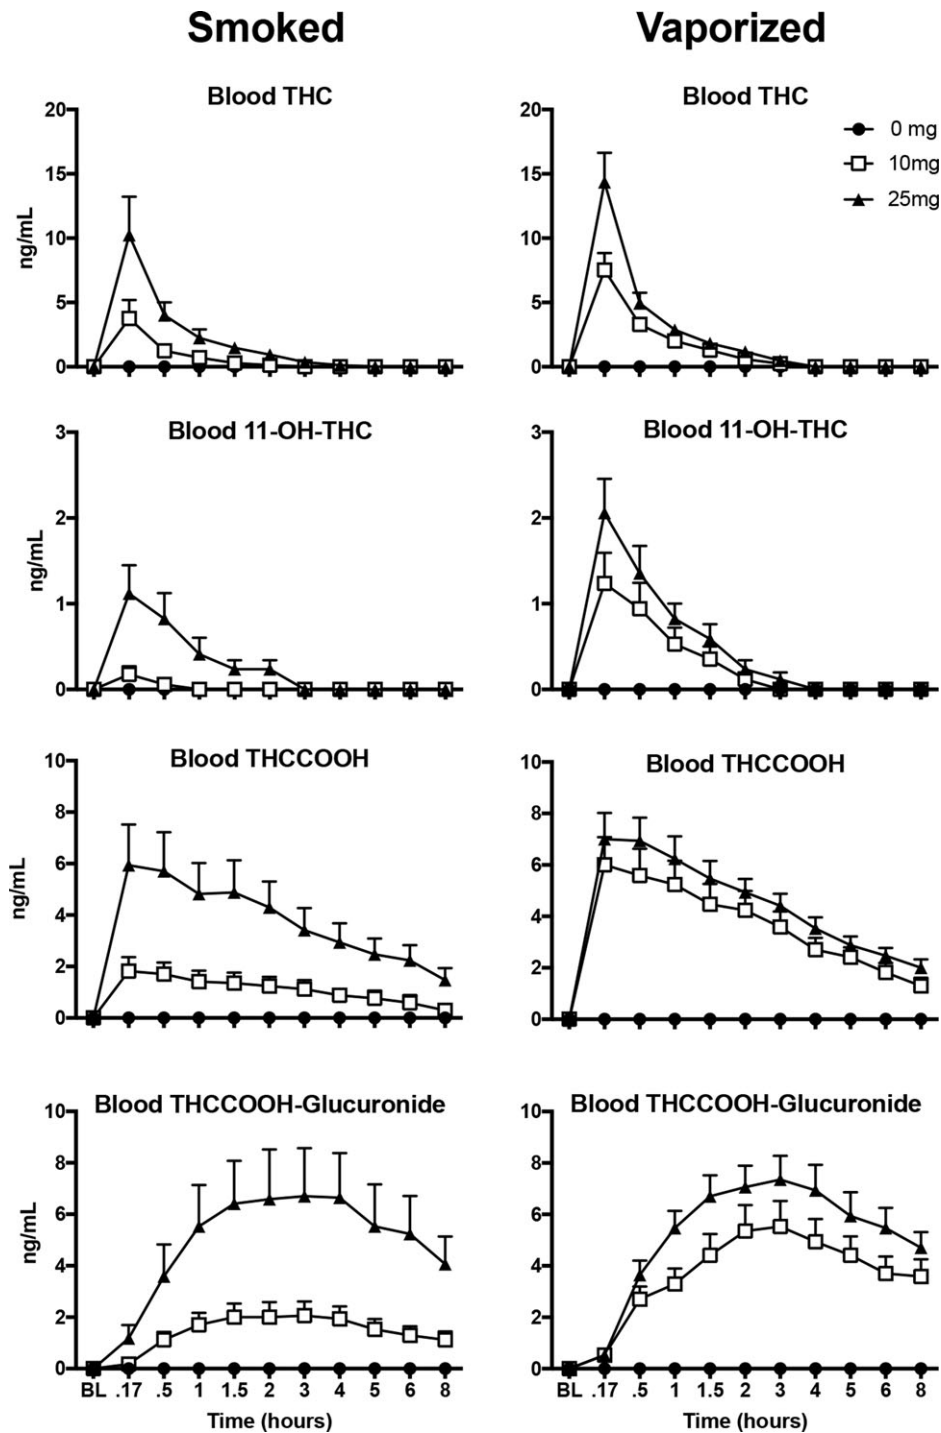 Smoked
Vaporized
Blood THC
20
15
10
5
0
ng/mL
Blood THC
20
15
10
5
0
0 mg
10mg
25mg
Blood 11-OH-THC
3
2
1
0
ng/mL
Blood 11-OH-THC
3
2
1
0
Blood THCCOOH
10
8
6
4
2
0
ng/mL
Blood THCCOOH
10
8
6
4
2
0
Blood THCCOOH-Glucuronide
10
8
6
4
2
0
ng/mL
BL .17 .5 1 1.5 2 3 4 5 6 8
Time (hours)
Blood THCCOOH-Glucuronide
10
8
6
4
2
0
BL .17 .5 1 1.5 2 3 4 5 6 8
Time (hours)